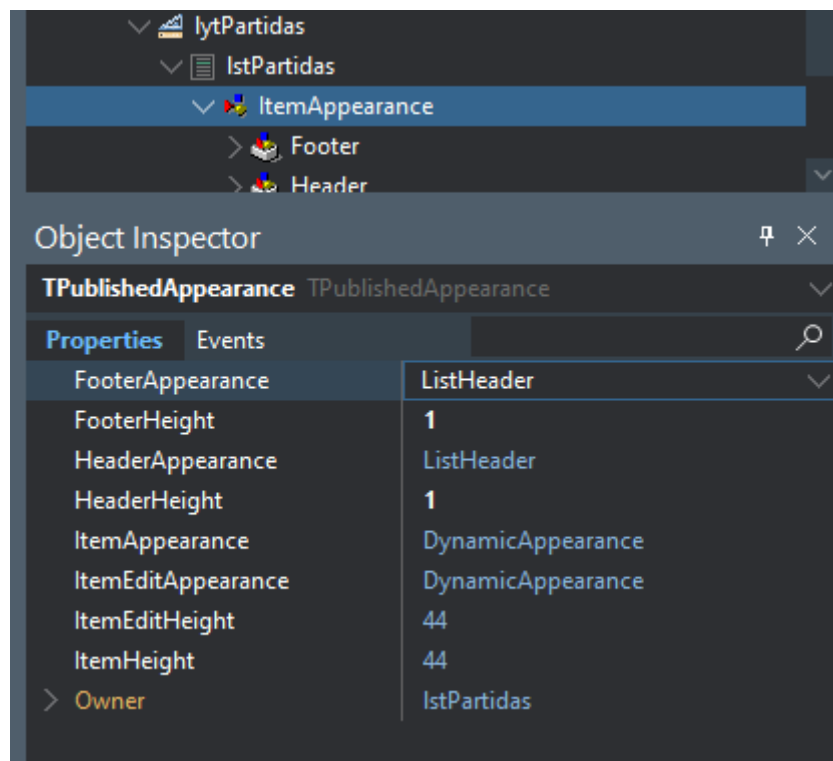 lytPartidas
lstPartidas
ItemAppearance
Footer
Header
Object Inspector
TPublishedAppearance TPublishedAppearance
Properties Events
FooterAppearance ListHeader
FooterHeight 1
HeaderAppearance ListHeader
HeaderHeight 1
ItemAppearance DynamicAppearance
ItemEditAppearance DynamicAppearance
ItemEditHeight 44
ItemHeight 44
Owner lstPartidas